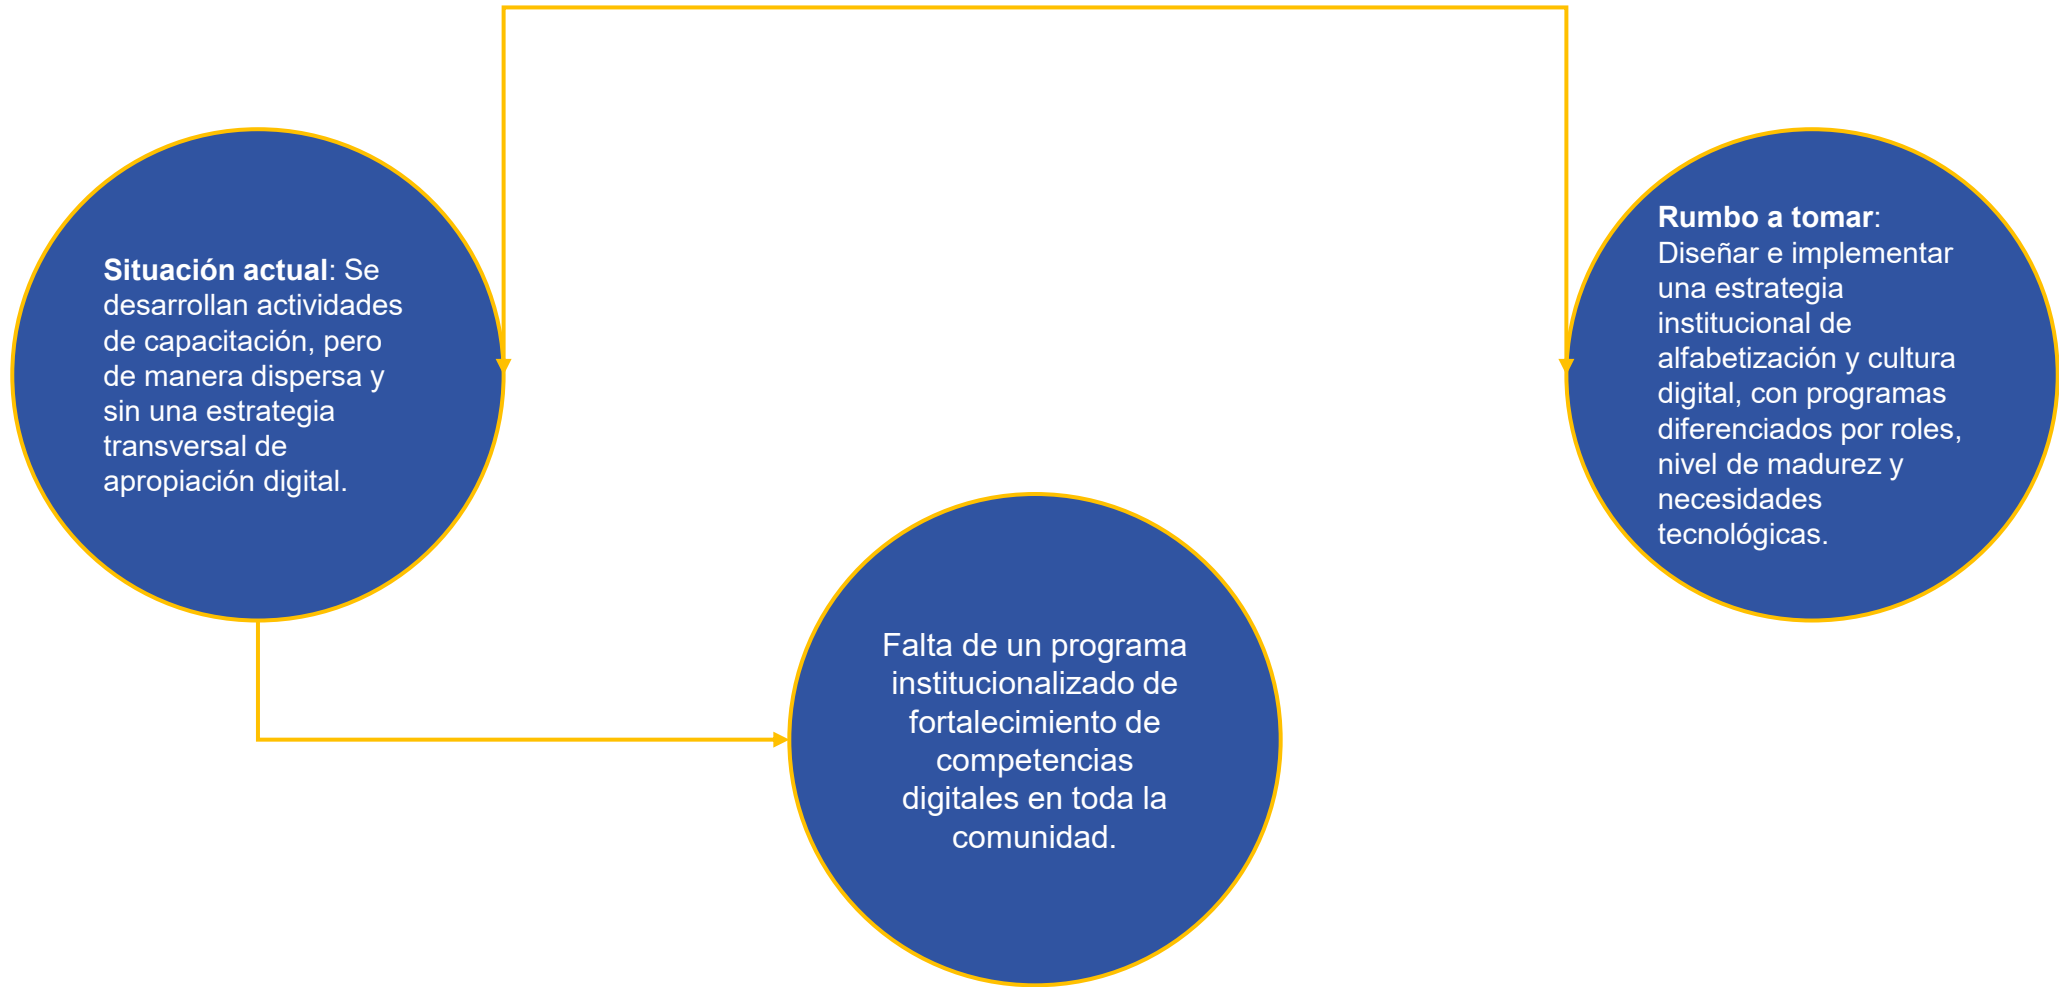 Situación actual: Se
desarrollan actividades
de capacitación, pero
de manera dispersa y
sin una estrategia
transversal de
apropiación digital.
Falta de un programa
institucionalizado de
fortalecimiento de
competencias
digitales en toda la
comunidad.
Rumbo a tomar:
Diseñar e implementar
una estrategia
institucional de
alfabetización y cultura
digital, con programas
diferenciados por roles,
nivel de madurez y
necesidades
tecnológicas.